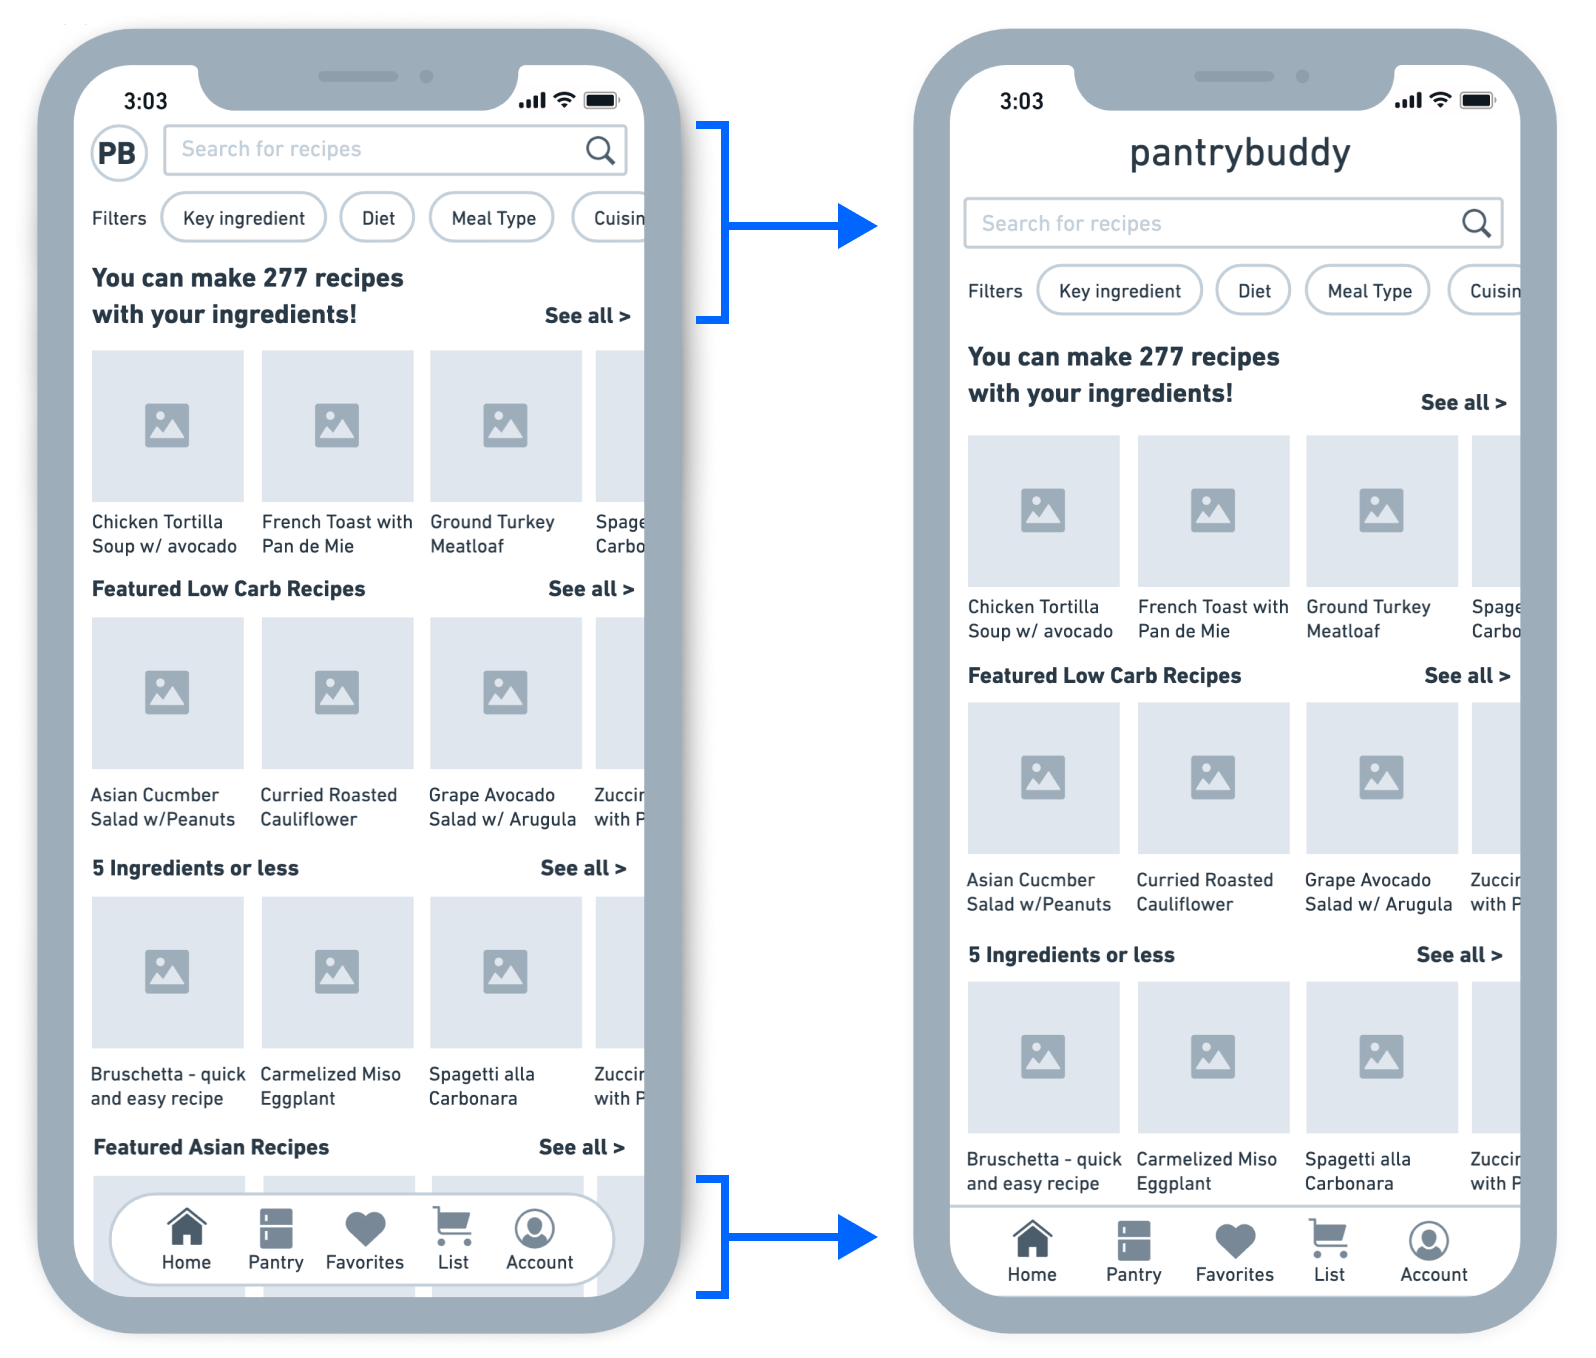 3:03
PB
Search for recipes
Filters Key ingredient Diet Meal Type Cuisin
You can make 277 recipes
with your ingredients! See all >
Chicken Tortilla French Toast with Ground Turkey Spage
Soup w/ avocado Pan de Mie Meatloaf Carbo
Featured Low Carb Recipes See all >
Asian Cucmber Curried Roasted Grape Avocado Zuccir
Salad w/Peanuts Cauliflower Salad w/ Arugula with P
5 Ingredients or less See all >
Bruschetta - quick Carmelized Miso Spagetti alla Zuccir
and easy recipe Eggplant Carbonara with P
Featured Asian Recipes See all >
Home Pantry Favorites List Account
3:03
pantrybuddy
Search for recipes
Filters Key ingredient Diet Meal Type Cuisin
You can make 277 recipes
with your ingredients! See all >
Chicken Tortilla French Toast with Ground Turkey Spage
Soup w/ avocado Pan de Mie Meatloaf Carbo
Featured Low Carb Recipes See all >
Asian Cucmber Curried Roasted Grape Avocado Zuccir
Salad w/Peanuts Cauliflower Salad w/ Arugula with P
5 Ingredients or less See all >
Bruschetta - quick Carmelized Miso Spagetti alla Zuccir
and easy recipe Eggplant Carbonara with P
Home Pantry Favorites List Account